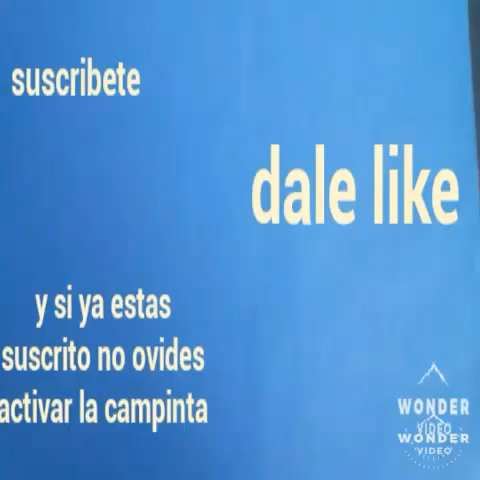 suscribete
dale like
y si ya estas
suscrito no ovides
activar la campinta
WONDER
VIDEO
WONDER
VIDEO